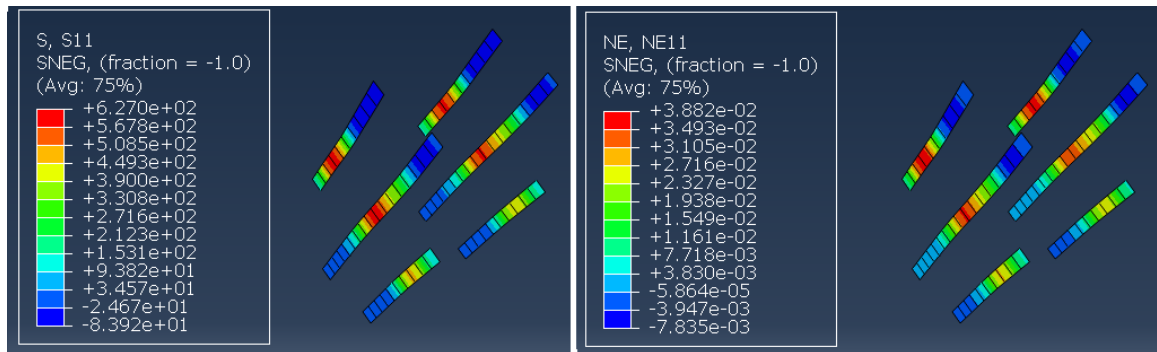 S, S11
SNEG, (fraction = -1.0)
(Avg: 75%)
+6.270e+02
+5.678e+02
+5.085e+02
+4.493e+02
+3.900e+02
+3.308e+02
+2.716e+02
+2.123e+02
+1.531e+02
+9.382e+01
+3.457e+01
-2.467e+01
-8.392e+01
NE, NE11
SNEG, (fraction = -1.0)
(Avg: 75%)
+3.882e-02
+3.493e-02
+3.105e-02
+2.716e-02
+2.327e-02
+1.938e-02
+1.549e-02
+1.161e-02
+7.718e-03
+3.830e-03
-5.864e-05
-3.947e-03
-7.835e-03